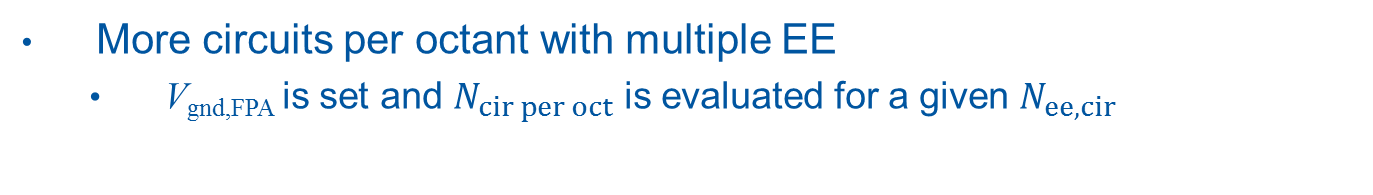 • More circuits per octant with multiple EE
• V_gnd,FPA is set and N_cir per oct is evaluated for a given N_ee,cir